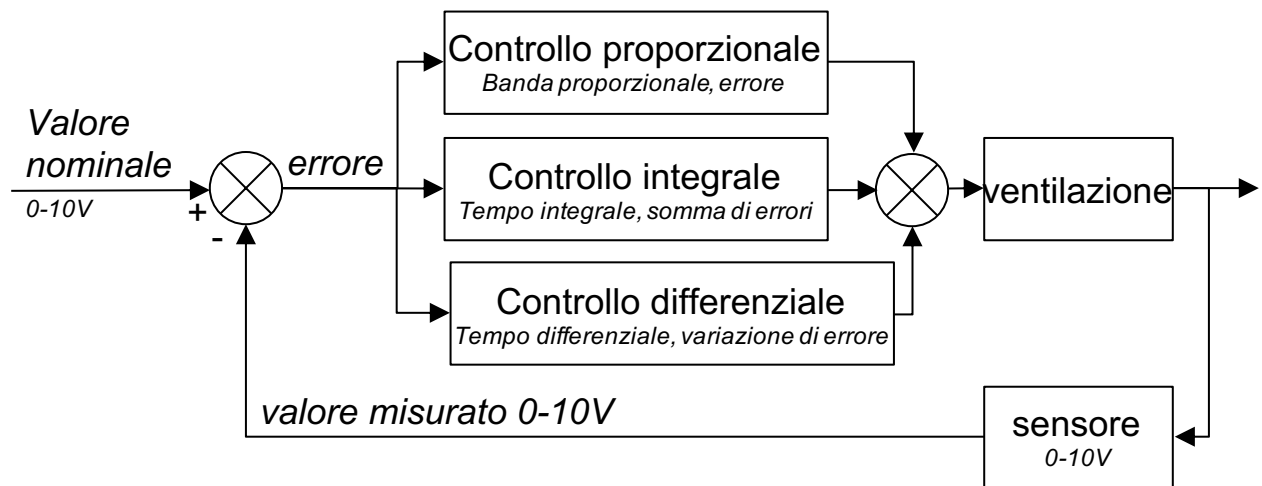 Controllo proporzionale
Banda proporzionale, errore
Valore
nominale
0-10V
+
-
errore
Controllo integrale
Tempo integrale, somma di errori
ventilazione
Controllo differenziale
Tempo differenziale, variazione di errore
valore misurato 0-10V
sensore
0-10V